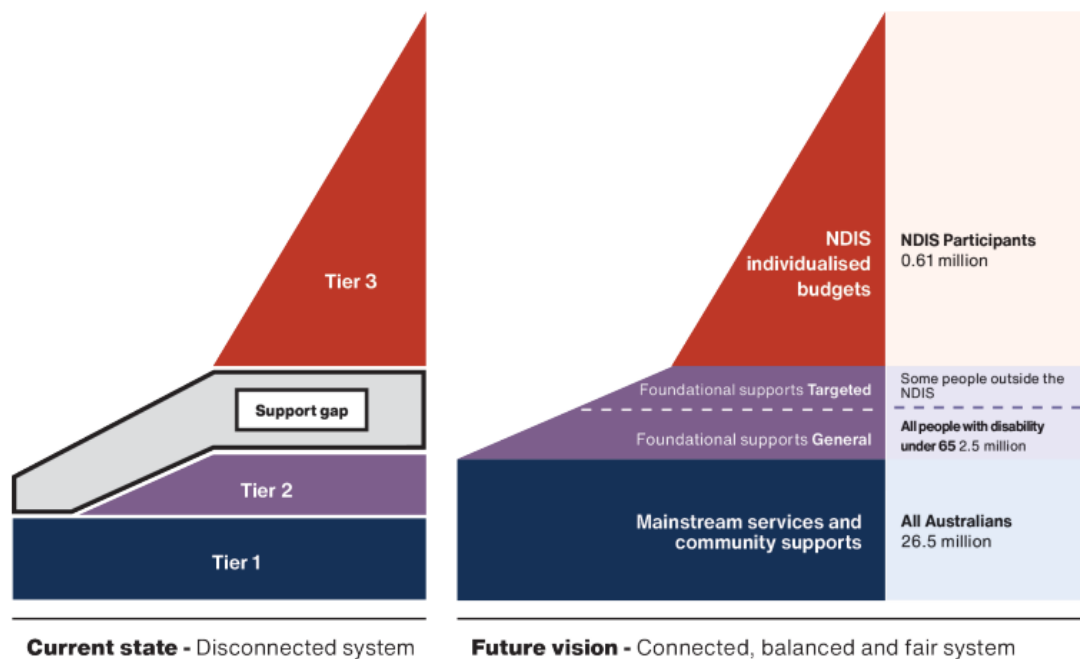 Tier 3
Support gap
Tier 2
Tier 1
Current state - Disconnected system
NDIS
individualised
budgets
NDIS Participants
0.61 million
Foundational supports Targeted
Some people outside the
NDIS
Foundational supports General
All people with disability
under 65 2.5 million
Mainstream services and
community supports
All Australians
26.5 million
Future vision - Connected, balanced and fair system